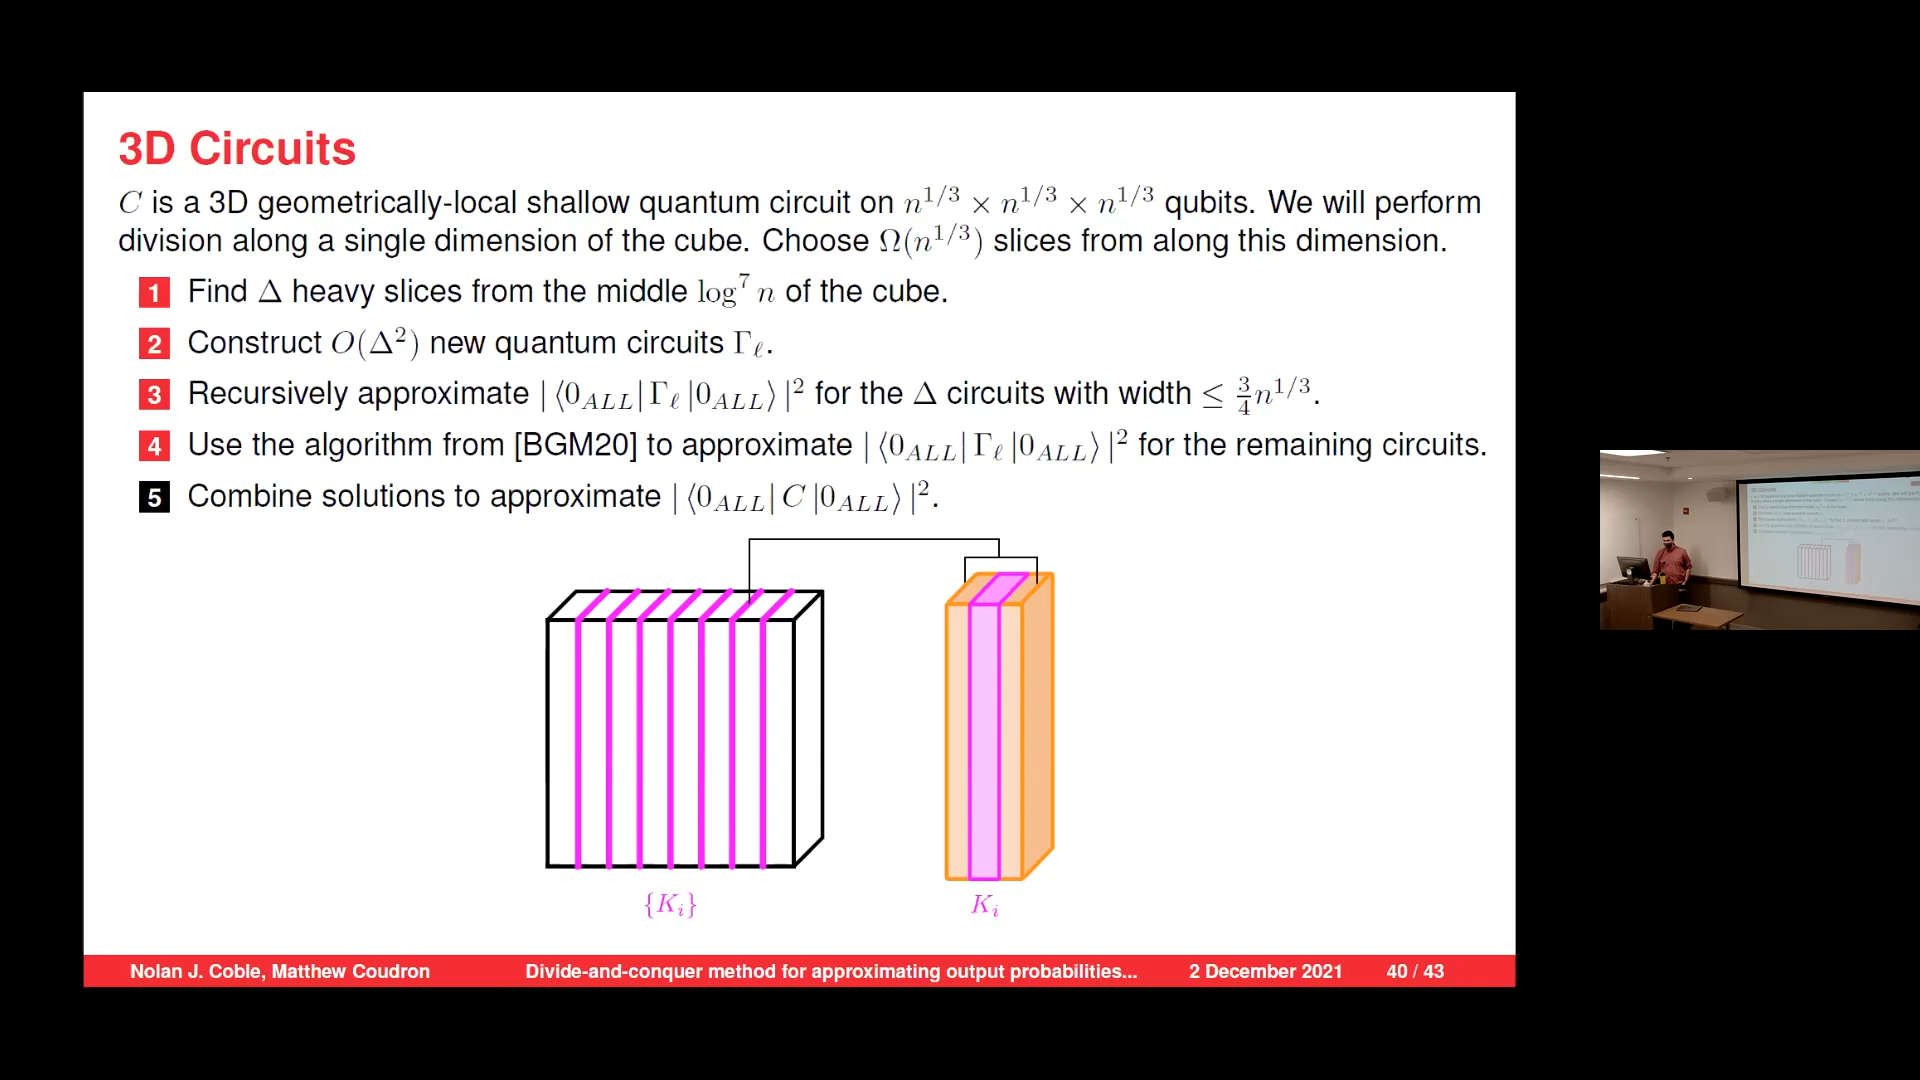 3D Circuits
C is a 3D geometrically-local shallow quantum circuit on n^{1/3} × n^{1/3} × n^{1/3} qubits. We will perform
division along a single dimension of the cube. Choose Ω(n^{1/3}) slices from along this dimension.
1 Find Δ heavy slices from the middle log^7 n of the cube.
2 Construct O(Δ^2) new quantum circuits Γ_ℓ.
3 Recursively approximate |⟨0_{ALL}|Γ_ℓ|0_{ALL}⟩|^2 for the Δ circuits with width ≤ 3/4 n^{1/3}.
4 Use the algorithm from [BGM20] to approximate |⟨0_{ALL}|Γ_ℓ|0_{ALL}⟩|^2 for the remaining circuits.
5 Combine solutions to approximate |⟨0_{ALL}|C|0_{ALL}⟩|^2.
{K_i} K_i
Nolan J. Coble, Matthew Coudron Divide-and-conquer method for approximating output probabilities... 2 December 2021 40 / 43